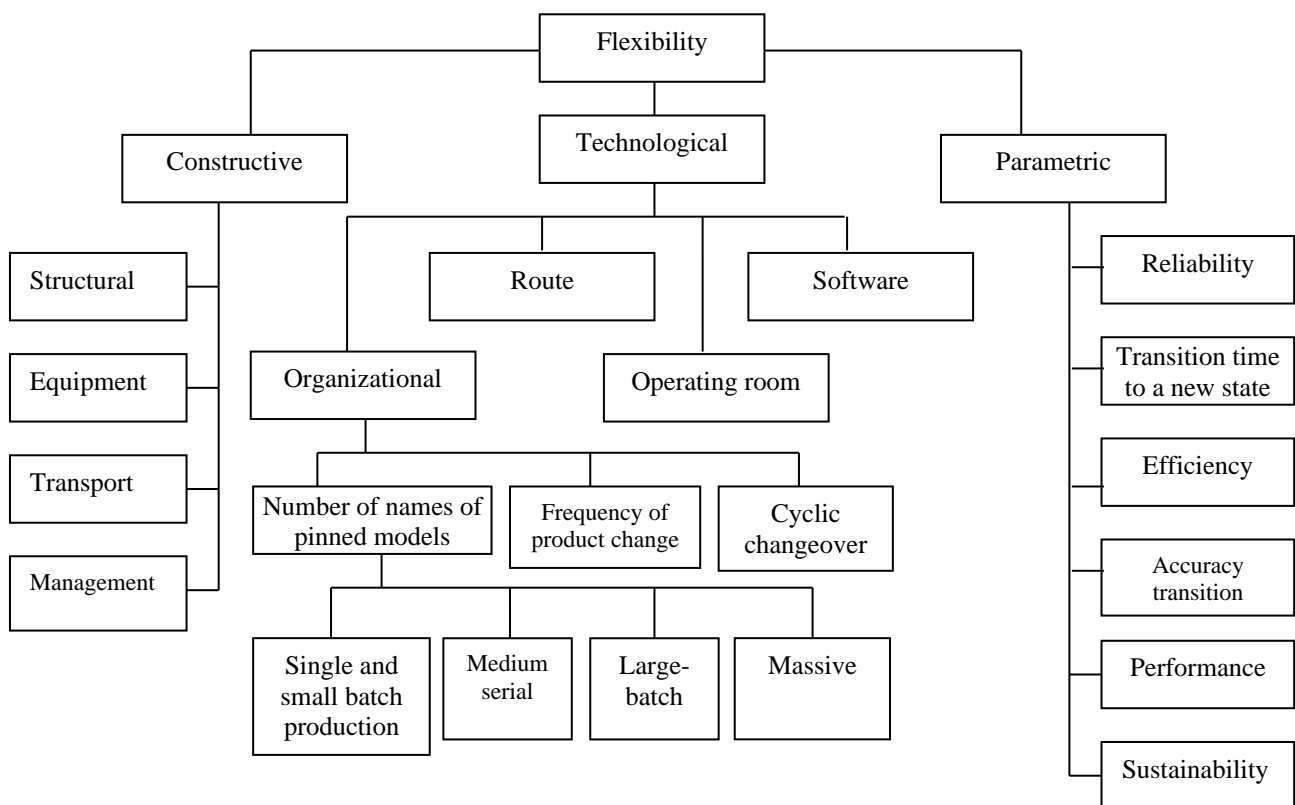 Flexibility
Constructive
Technological
Parametric
Structural
Equipment
Transport
Management
Route
Software
Organizational
Operating room
Number of names of
pinned models
Frequency of
product change
Cyclic
changeover
Single and
small batch
production
Medium
serial
Large-
batch
Massive
Reliability
Transition time
to a new state
Efficiency
Accuracy
transition
Performance
Sustainability